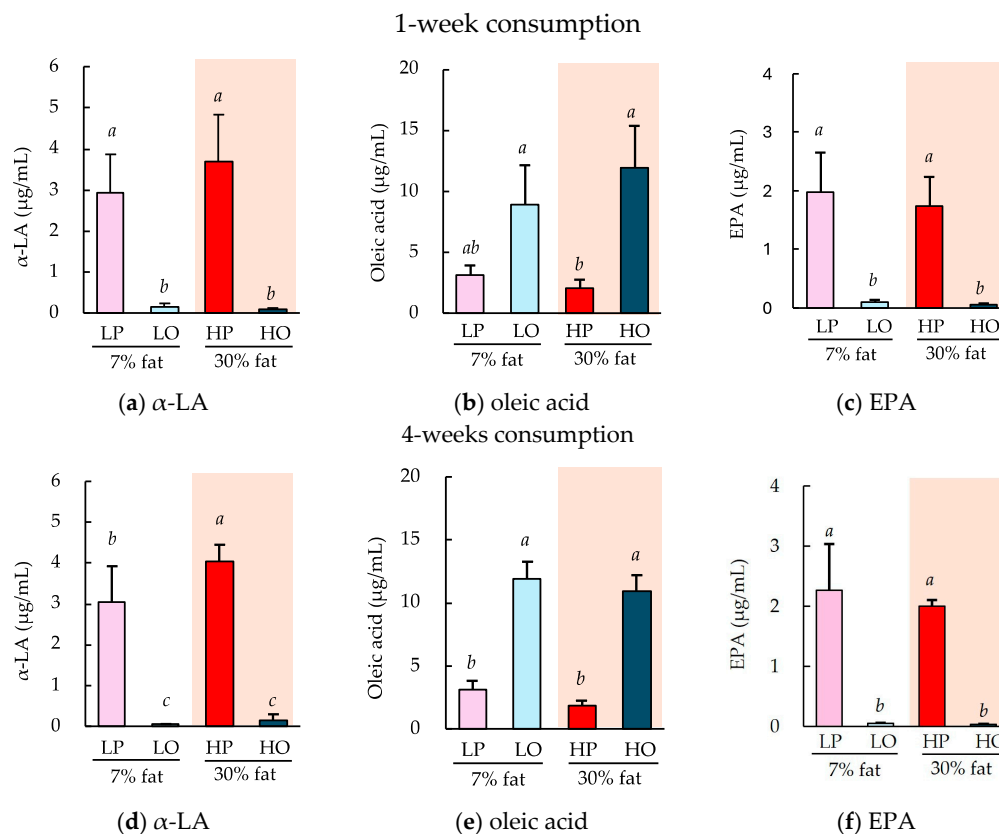 1-week consumption
α-LA (μg/mL)
6
5
4
3
2
1
0
a
b
a
b
LP LO HP HO
7% fat 30% fat
(a) α-LA
Oleic acid (μg/mL)
20
15
10
5
0
ab
a
b
a
LP LO HP HO
7% fat 30% fat
(b) oleic acid
EPA (μg/mL)
4
3
2
1
0
a
b
a
b
LP LO HP HO
7% fat 30% fat
(c) EPA
4-weeks consumption
α-LA (μg/mL)
6
5
4
3
2
1
0
b
c
a
c
LP LO HP HO
7% fat 30% fat
(d) α-LA
Oleic acid (μg/mL)
20
15
10
5
0
b
a
b
a
LP LO HP HO
7% fat 30% fat
(e) oleic acid
EPA (μg/mL)
4
3
2
1
0
a
b
a
b
LP LO HP HO
7% fat 30% fat
(f) EPA